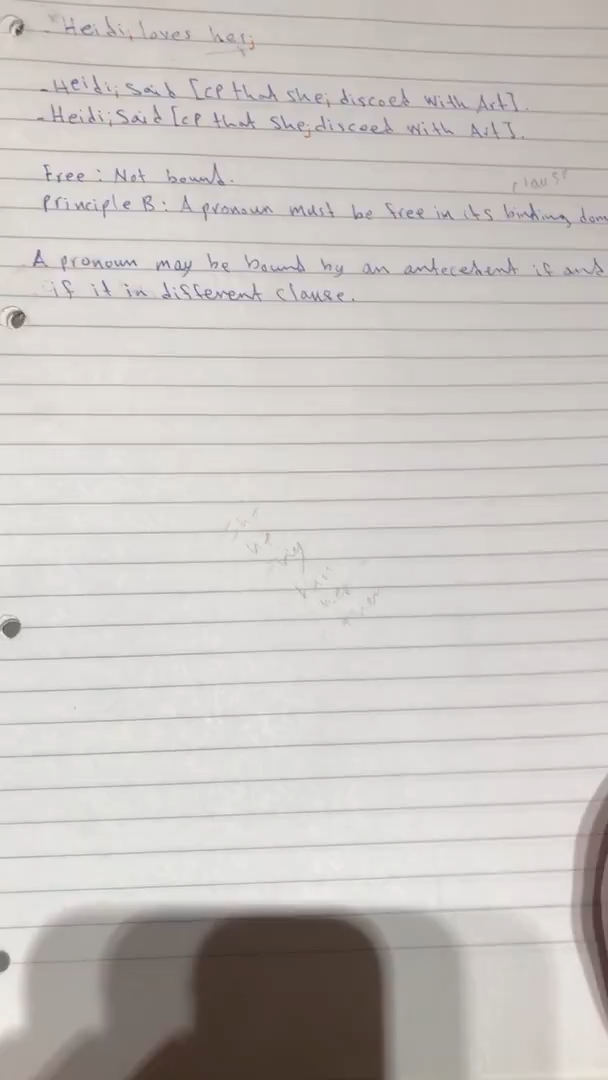 - Heidi loves her
- Heidiᵢ said [CP that sheᵢ discoed with Art].
- Heidiᵢ said [CP that sheⱼ discoed with Art].
Free : Not bound.
clause
Principle B : A pronoun must be free in its binding dom
A pronoun may be bound by an antecedent if and
if it in different clause.